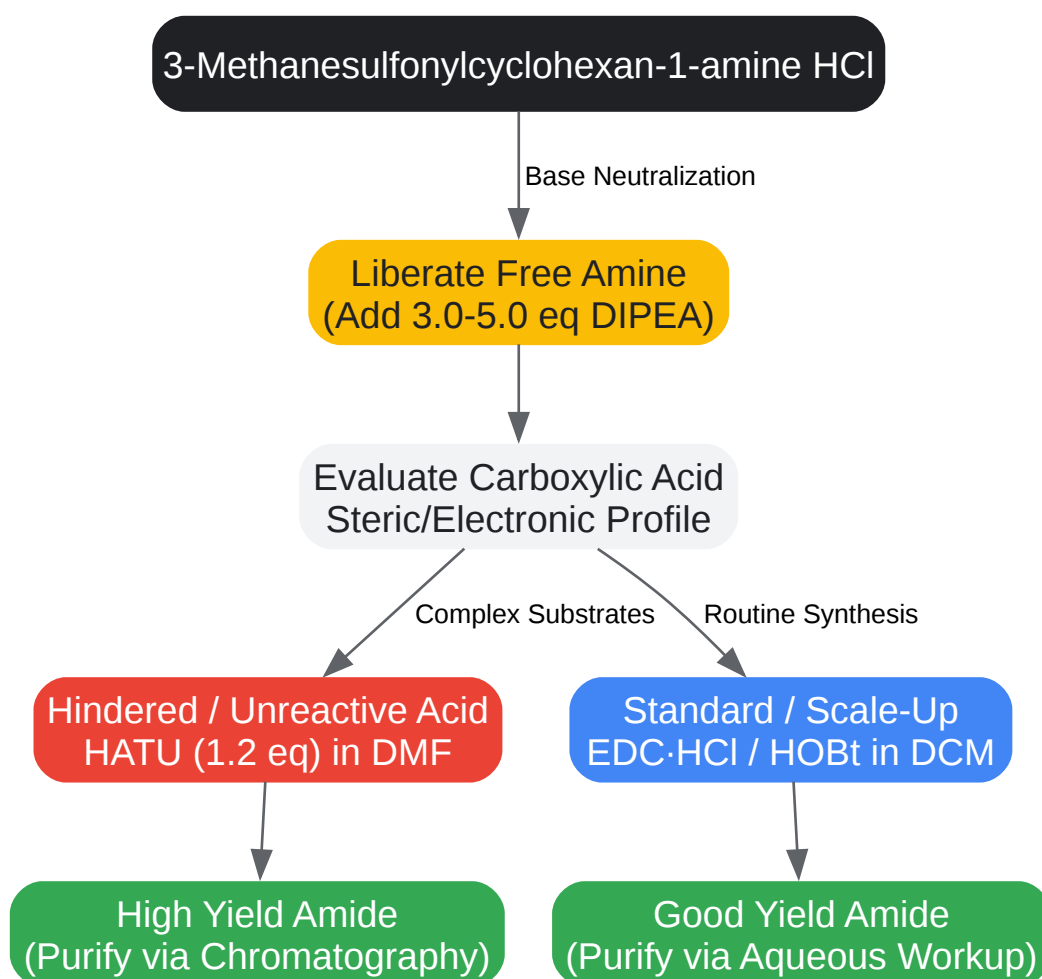 3-Methanesulfonylcyclohexan-1-amine HCl
Base Neutralization
Liberate Free Amine
(Add 3.0-5.0 eq DIPEA)
Evaluate Carboxylic Acid
Steric/Electronic Profile
Complex Substrates
Routine Synthesis
Hindered / Unreactive Acid
HATU (1.2 eq) in DMF
Standard / Scale-Up
EDC·HCl / HOBt in DCM
High Yield Amide
(Purify via Chromatography)
Good Yield Amide
(Purify via Aqueous Workup)